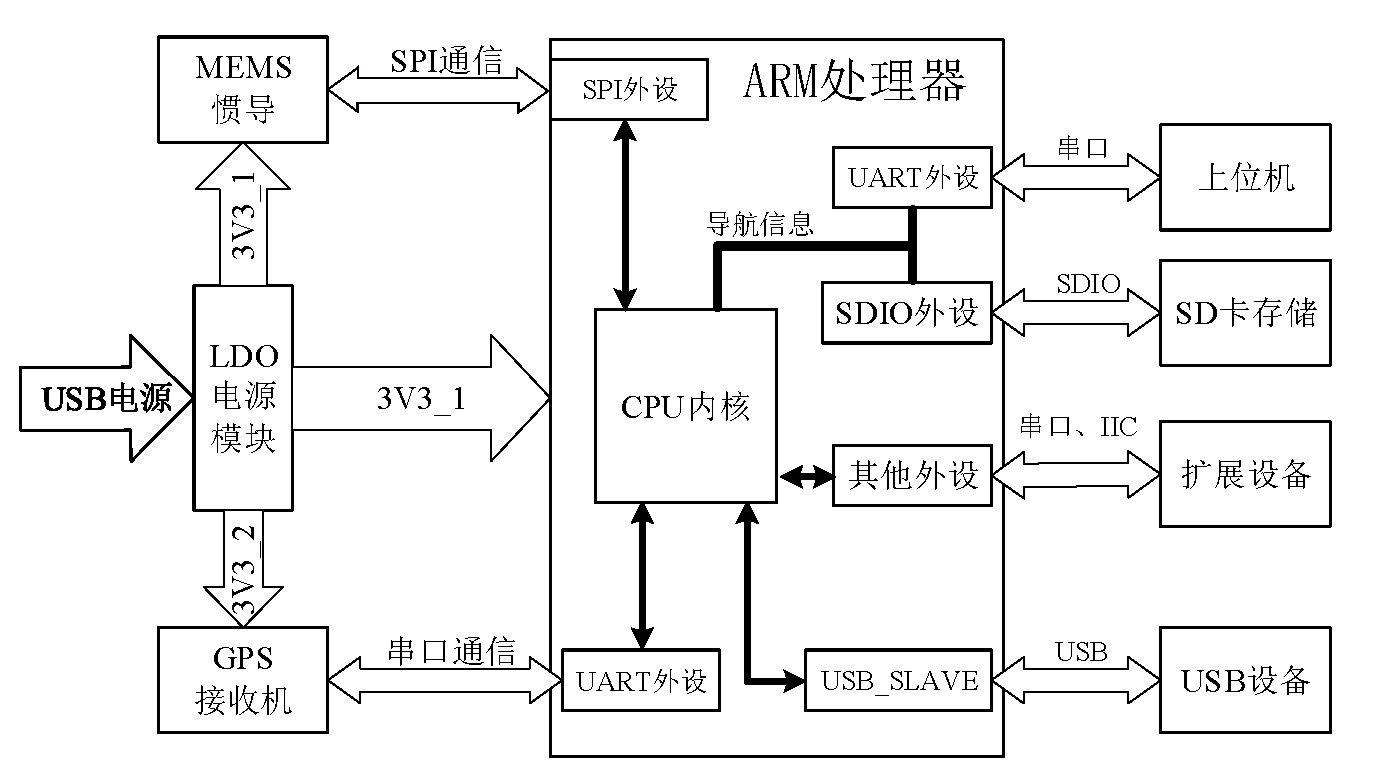 MEMS
惯导
SPI通信
SPI外设
ARM处理器
UART外设
串口
上位机
3V3_1
导航信息
SDIO外设
SDIO
SD卡存储
USB电源
LDO
电源
模块
3V3_1
CPU内核
其他外设
串口、IIC
扩展设备
3V3_2
GPS
接收机
串口通信
UART外设
USB_SLAVE
USB
USB设备